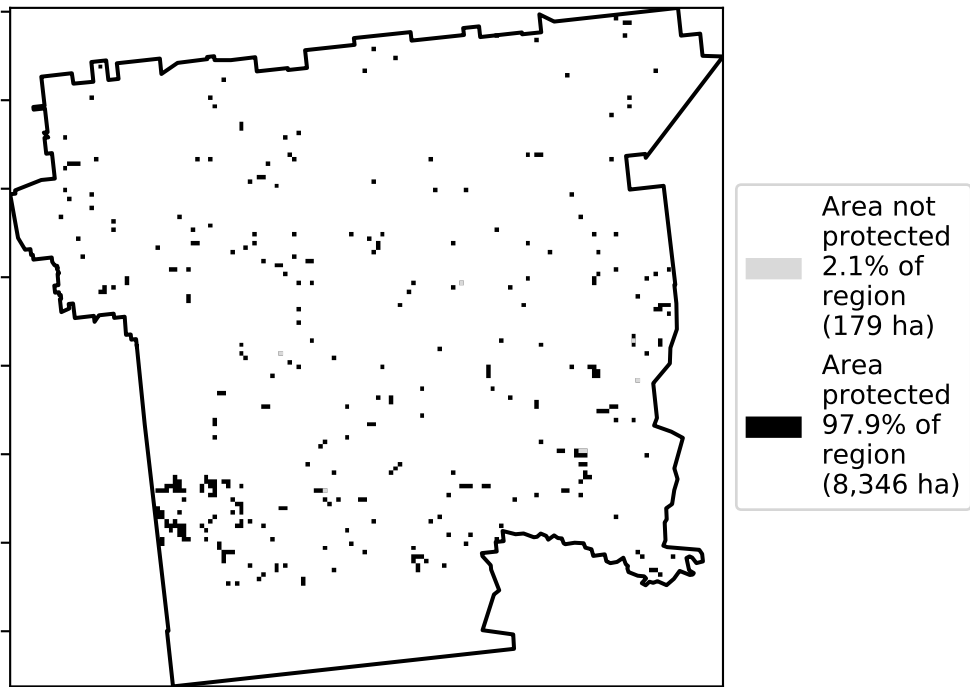 Area not
protected
2.1% of
region
(179 ha)
Area
protected
97.9% of
region
(8,346 ha)